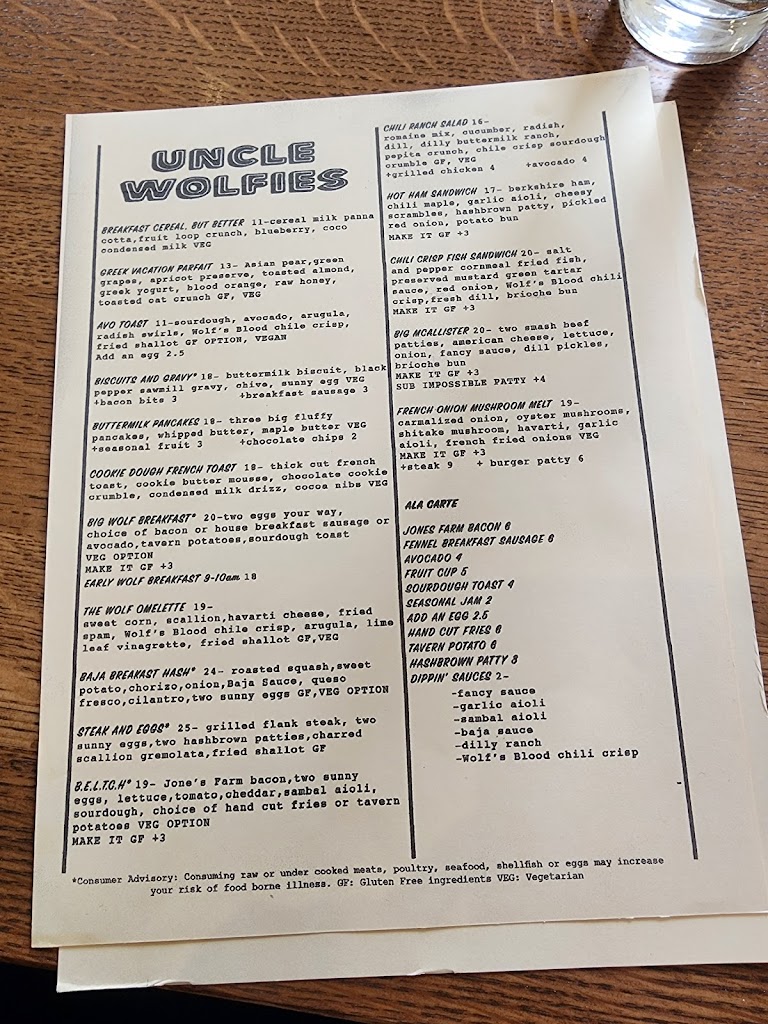 UNCLE
WOLFIES
BREAKFAST CEREAL, BUT BETTER 11-cereal milk panna
cotta,fruit loop crunch, blueberry, coco
condensed milk VEG
GREEK VACATION PARFAIT 13- Asian pear,green
grapes, apricot preserve, toasted almond,
greek yogurt, blood orange, raw honey,
toasted oat crunch GF, VEG
AVO TOAST 11-sourdough, avocado, arugula,
radish swirls, Wolf's Blood chile crisp,
fried shallot GF OPTION, VEGAN
Add an egg 2.5
BISCUITS AND GRAVY* 18- buttermilk biscuit, black
pepper sawmill gravy, chive, sunny egg VEG
+bacon bits 3 +breakfast sausage 3
BUTTERMILK PANCAKES 18- three big fluffy
pancakes, whipped butter, maple butter VEG
+seasonal fruit 3 +chocolate chips 2
COOKIE DOUGH FRENCH TOAST 18- thick cut french
toast, cookie butter mousse, chocolate cookie
crumble, condensed milk drizz, cocoa nibs VEG
BIG WOLF BREAKFAST* 20-two eggs your way,
choice of bacon or house breakfast sausage or
avocado,tavern potatoes,sourdough toast
VEG OPTION
MAKE IT GF +3
EARLY WOLF BREAKFAST 9-10am 18
THE WOLF OMELETTE 19-
sweet corn, scallion,havarti cheese, fried
spam, Wolf's Blood chile crisp, arugula, lime
leaf vinagrette, fried shallot GF,VEG
BAJA BREAKAST HASH* 24- roasted squash,sweet
potato,chorizo,onion,Baja Sauce, queso
fresco,cilantro,two sunny eggs GF,VEG OPTION
STEAK AND EGGS* 25- grilled flank steak, two
sunny eggs,two hashbrown patties,charred
scallion gremolata,fried shallot GF
B.E.L.T.C.H* 19- Jone's Farm bacon,two sunny
eggs, lettuce,tomato,cheddar,sambal aioli,
sourdough, choice of hand cut fries or tavern
potatoes VEG OPTION
MAKE IT GF +3
CHILI RANCH SALAD 16-
romaine mix, cucumber, radish,
dill, dilly buttermilk ranch,
pepita crunch, chile crisp sourdough
crumble GF, VEG
+grilled chicken 4 +avocado 4
HOT HAM SANDWICH 17- berkshire ham,
chili maple, garlic aioli, cheesy
scrambles, hashbrown patty, pickled
red onion, potato bun
MAKE IT GF +3
CHILI CRISP FISH SANDWICH 20- salt
and pepper cornmeal fried fish,
preserved mustard green tartar
sauce, red onion, Wolf's Blood chili
crisp,fresh dill, brioche bun
MAKE IT GF +3
BIG MCALLISTER 20- two smash beef
patties, american cheese, lettuce,
onion, fancy sauce, dill pickles,
brioche bun
MAKE IT GF +3
SUB IMPOSSIBLE PATTY +4
FRENCH ONION MUSHROOM MELT 19-
carmalized onion, oyster mushrooms,
shitake mushroom, havarti, garlic
aioli, french fried onions VEG
MAKE IT GF +3
+steak 9 + burger patty 6
ALA CARTE
JONES FARM BACON 6
FENNEL BREAKFAST SAUSAGE 6
AVOCADO 4
FRUIT CUP 5
SOURDOUGH TOAST 4
SEASONAL JAM 2
ADD AN EGG 2.5
HAND CUT FRIES 6
TAVERN POTATO 6
HASHBROWN PATTY 3
DIPPIN' SAUCES 2-
-fancy sauce
-garlic aioli
-sambal aioli
-baja sauce
-dilly ranch
-Wolf's Blood chili crisp
*Consumer Advisory: Consuming raw or under cooked meats, poultry, seafood, shellfish or eggs may increase
your risk of food borne illness. GF: Gluten Free ingredients VEG: Vegetarian